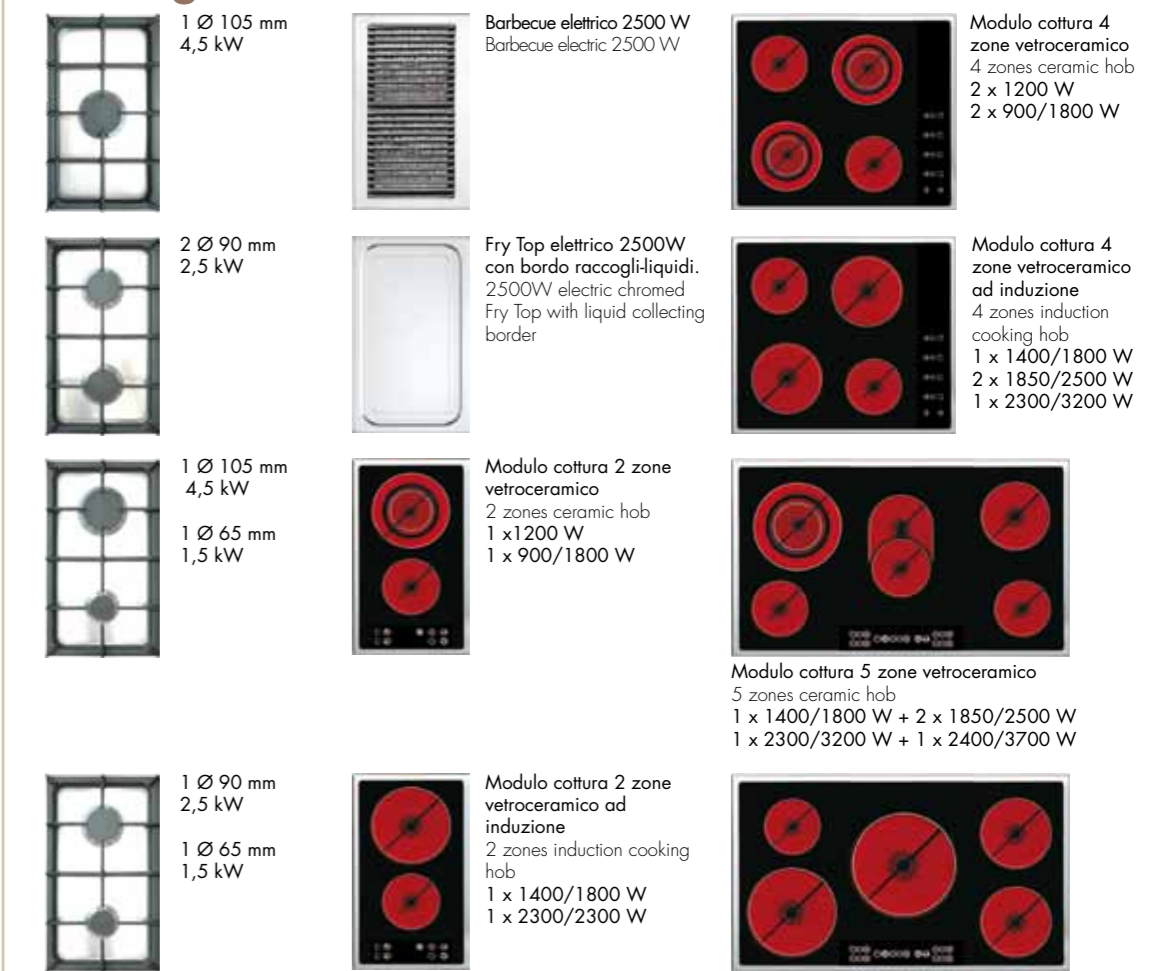 1 Ø 105 mm
4,5 kW
Barbecue elettrico 2500 W
Barbecue electric 2500 W
Modulo cottura 4
zone vetroceramico
4 zones ceramic hob
2 x 1200 W
2 x 900/1800 W
2 Ø 90 mm
2,5 kW
Fry Top elettrico 2500W
con bordo raccogli-liquidi.
2500W electric chromed
Fry Top with liquid collecting
border
Modulo cottura 4
zone vetroceramico
ad induzione
4 zones induction
cooking hob
1 x 1400/1800 W
2 x 1850/2500 W
1 x 2300/3200 W
1 Ø 105 mm
4,5 kW
1 Ø 65 mm
1,5 kW
Modulo cottura 2 zone
vetroceramico
2 zones ceramic hob
1 x1200 W
1 x 900/1800 W
Modulo cottura 5 zone vetroceramico
5 zones ceramic hob
1 x 1400/1800 W + 2 x 1850/2500 W
1 x 2300/3200 W + 1 x 2400/3700 W
1 Ø 90 mm
2,5 kW
1 Ø 65 mm
1,5 kW
Modulo cottura 2 zone
vetroceramico ad
induzione
2 zones induction cooking
hob
1 x 1400/1800 W
1 x 2300/2300 W